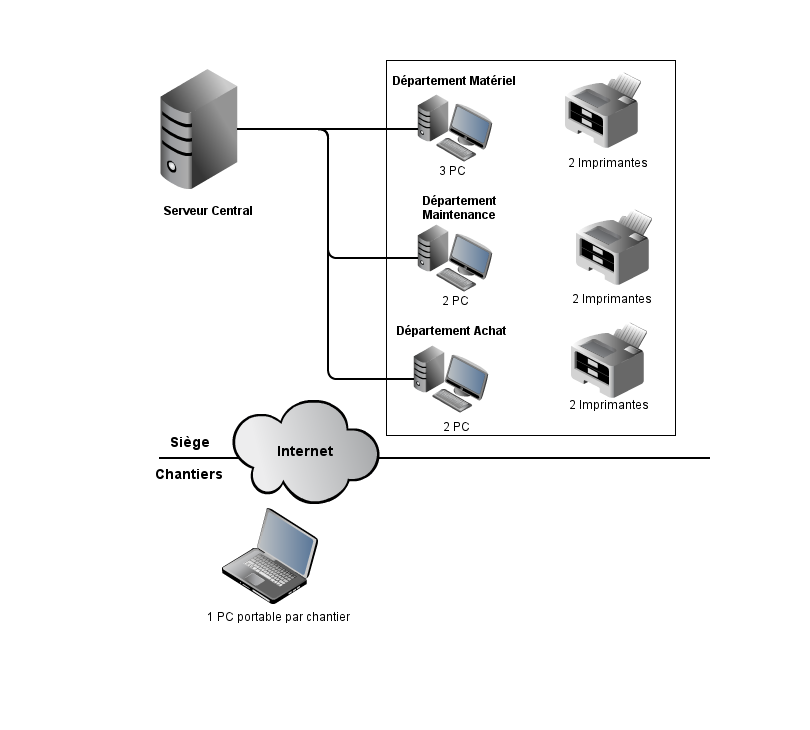 Département Matériel
3 PC
2 Imprimantes
Serveur Central
Département
Maintenance
2 PC
2 Imprimantes
Département Achat
2 PC
2 Imprimantes
Siège
Internet
Chantiers
1 PC portable par chantier